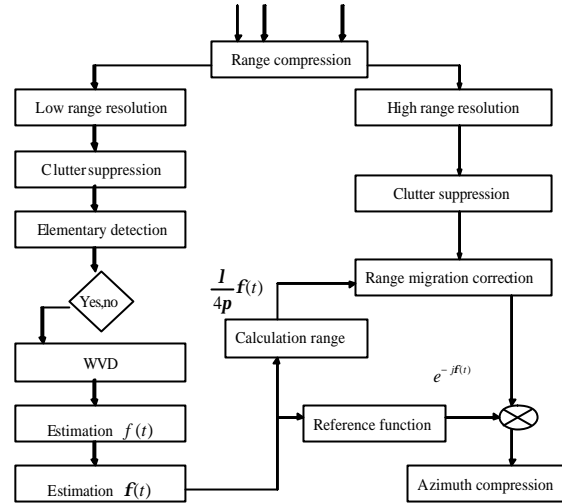 Range compression
Low range resolution
High range resolution
Clutter suppression
Clutter suppression
Elementary detection
Yes,no
l/4p f(t)
Range migration correction
Calculation range
WVD
e^{-jf(t)}
Estimation f(t)
Reference function
Estimation f(t)
Azimuth compression